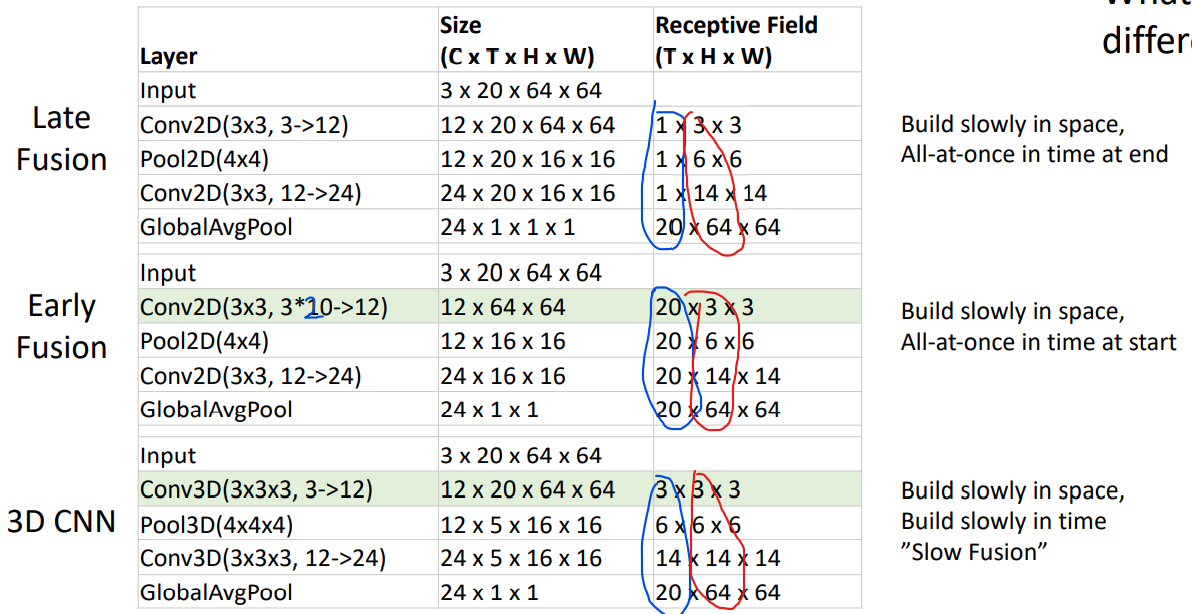 What
differe
Layer Size (C x T x H x W) Receptive Field (T x H x W)
Late Fusion
Input 3 x 20 x 64 x 64
Conv2D(3x3, 3->12) 12 x 20 x 64 x 64 1 x 3 x 3
Pool2D(4x4) 12 x 20 x 16 x 16 1 x 6 x 6
Conv2D(3x3, 12->24) 24 x 20 x 16 x 16 1 x 14 x 14
GlobalAvgPool 24 x 1 x 1 x 1 20 x 64 x 64
Build slowly in space,
All-at-once in time at end
Early Fusion
Input 3 x 20 x 64 x 64
Conv2D(3x3, 3*20->12) 12 x 64 x 64 20 x 3 x 3
Pool2D(4x4) 12 x 16 x 16 20 x 6 x 6
Conv2D(3x3, 12->24) 24 x 16 x 16 20 x 14 x 14
GlobalAvgPool 24 x 1 x 1 20 x 64 x 64
Build slowly in space,
All-at-once in time at start
3D CNN
Input 3 x 20 x 64 x 64
Conv3D(3x3x3, 3->12) 12 x 20 x 64 x 64 3 x 3 x 3
Pool3D(4x4x4) 12 x 5 x 16 x 16 6 x 6 x 6
Conv3D(3x3x3, 12->24) 24 x 5 x 16 x 16 14 x 14 x 14
GlobalAvgPool 24 x 1 x 1 20 x 64 x 64
Build slowly in space,
Build slowly in time
”Slow Fusion”